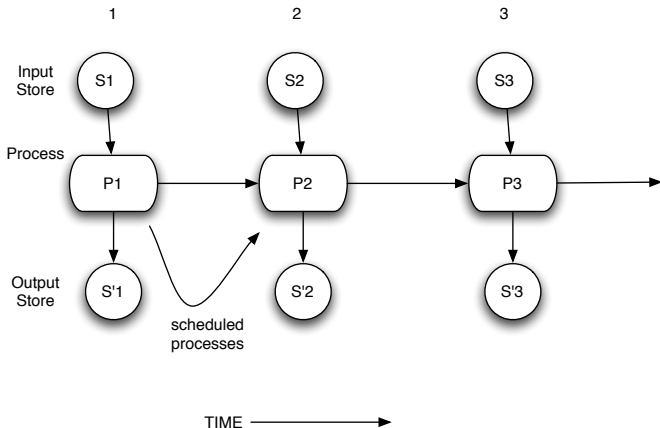 1
2
3
Input
Store
S1
S2
S3
Process
P1
P2
P3
Output
Store
S'1
S'2
S'3
scheduled
processes
TIME